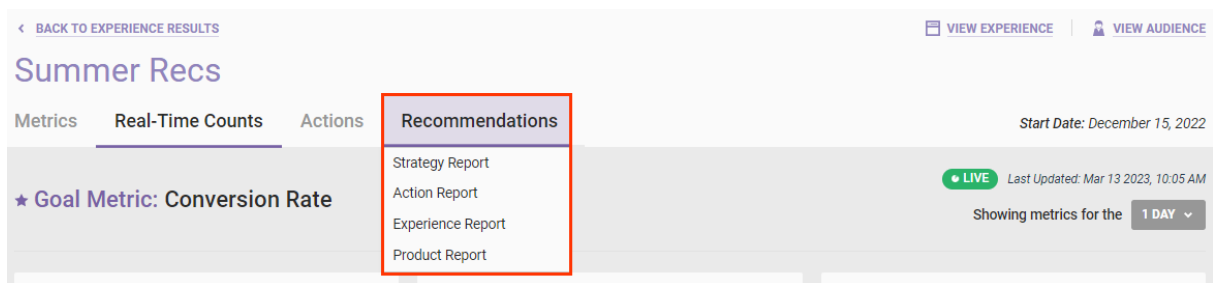 BACK TO EXPERIENCE RESULTS
VIEW EXPERIENCE
VIEW AUDIENCE
Summer Recs
Metrics
Real-Time Counts
Actions
Recommendations
Start Date: December 15, 2022
Strategy Report
Action Report
Experience Report
Product Report
Goal Metric: Conversion Rate
LIVE
Last Updated: Mar 13 2023, 10:05 AM
Showing metrics for the
1 DAY